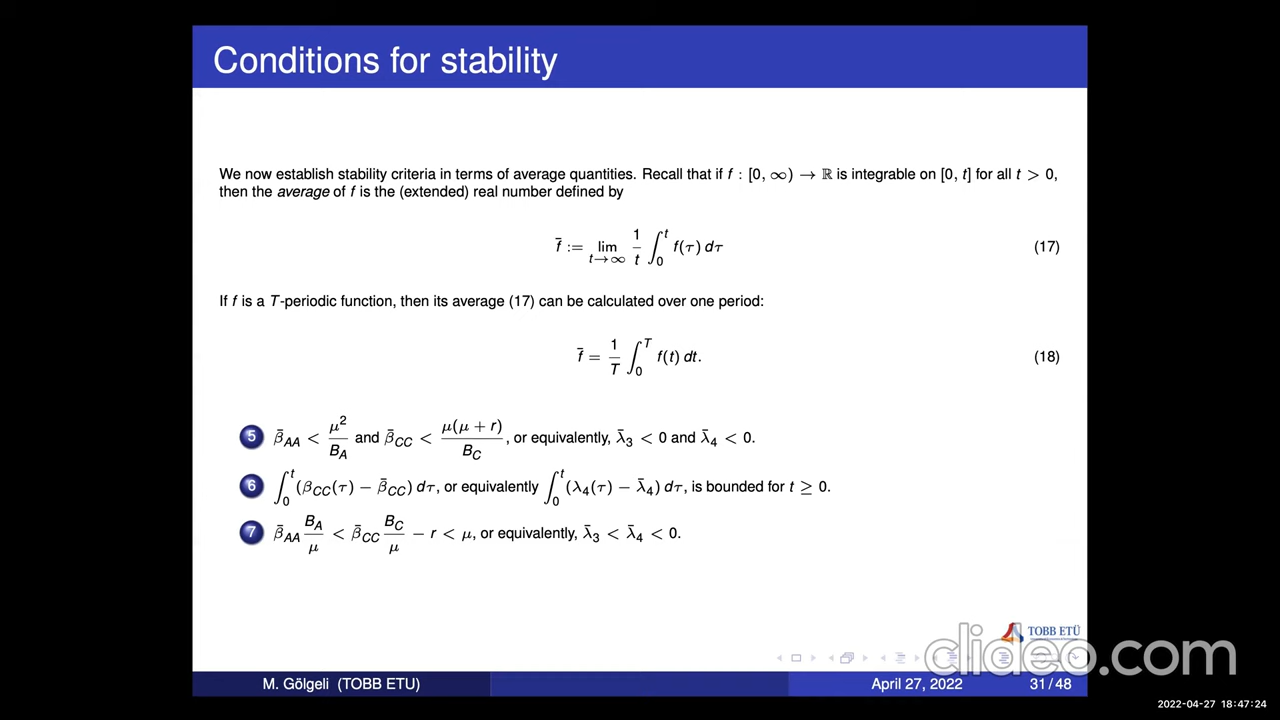 Conditions for stability
We now establish stability criteria in terms of average quantities. Recall that if f : [0, ∞) → ℝ is integrable on [0, t] for all t > 0,
then the average of f is the (extended) real number defined by
f̄ := lim_{t→∞} 1/t ∫_0^t f(τ) dτ (17)
If f is a T-periodic function, then its average (17) can be calculated over one period:
f̄ = 1/T ∫_0^T f(t) dt. (18)
5 β̄_AA < μ²/B_A and β̄_CC < μ(μ + r)/B_C, or equivalently, λ̄_3 < 0 and λ̄_4 < 0.
6 ∫_0^t (β_CC(τ) − β̄_CC) dτ, or equivalently ∫_0^t (λ_4(τ) − λ̄_4) dτ, is bounded for t ≥ 0.
7 β̄_AA B_A/μ < β̄_CC B_C/μ − r < μ, or equivalently, λ̄_3 < λ̄_4 < 0.
TOBB ETÜ
clideo.com
M. Gölgeli (TOBB ETU) April 27, 2022 31 / 48
2022-04-27 18:47:24